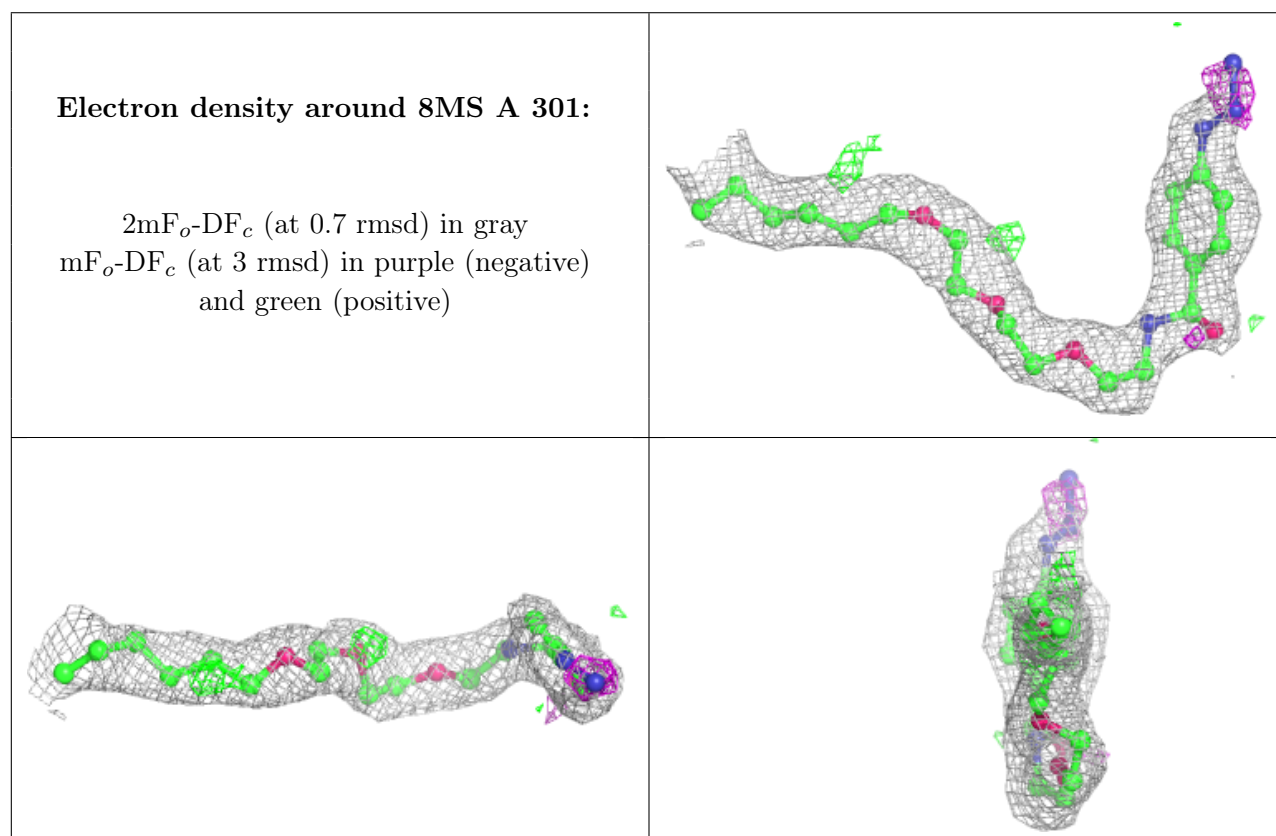 Electron density around 8MS A 301:
2mFo-DFc (at 0.7 rmsd) in gray
mFo-DFc (at 3 rmsd) in purple (negative)
and green (positive)